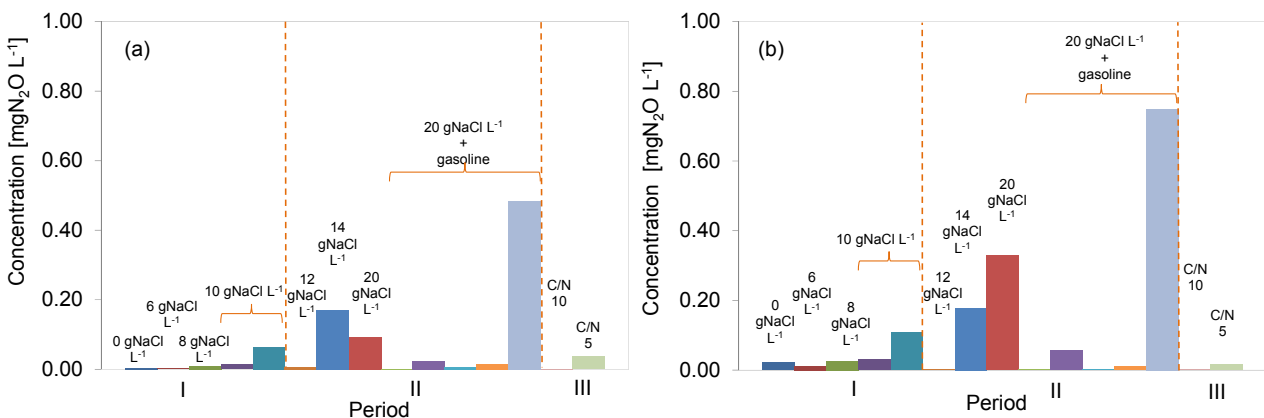 (a)
Concentration [mgN₂O L⁻¹]
1.00
0.80
0.60
0.40
0.20
0.00
0 gNaCl
L⁻¹
6 gNaCl
L⁻¹
8 gNaCl
L⁻¹
10 gNaCl L⁻¹
12
gNaCl
L⁻¹
14
gNaCl
L⁻¹
20
gNaCl
L⁻¹
20 gNaCl L⁻¹
+
gasoline
C/N
10
C/N
5
I
II
III
Period
(b)
Concentration [mgN₂O L⁻¹]
1.00
0.80
0.60
0.40
0.20
0.00
0
gNaCl
L⁻¹
6
gNaCl
L⁻¹
8
gNaCl
L⁻¹
10 gNaCl L⁻¹
12
gNaCl
L⁻¹
14
gNaCl
L⁻¹
20
gNaCl
L⁻¹
20 gNaCl L⁻¹
+
gasoline
C/N
10
C/N
5
I
II
III
Period